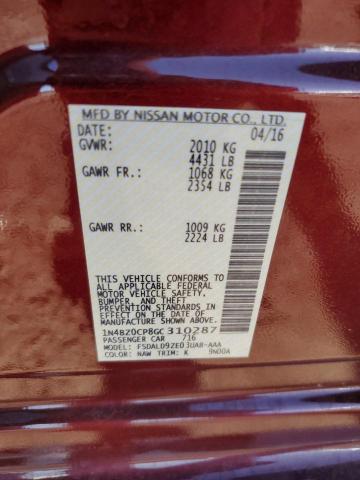 MFD BY NISSAN MOTOR CO., LTD.
DATE: 04/16
GVWR: 2010 KG
4431 LB
GAWR FR.: 1068 KG
2354 LB
GAWR RR.: 1009 KG
2224 LB
THIS VEHICLE CONFORMS TO
ALL APPLICABLE FEDERAL
MOTOR VEHICLE SAFETY,
BUMPER, AND THEFT
PREVENTION STANDARDS IN
EFFECT ON THE DATE OF
MANUFACTURE SHOWN ABOVE.
1N4BZ0CP8GC310287
PASSENGER CAR 716
MODEL: FSDALD9ZE03UA8-AAA
COLOR: NAW TRIM: K 9N00A